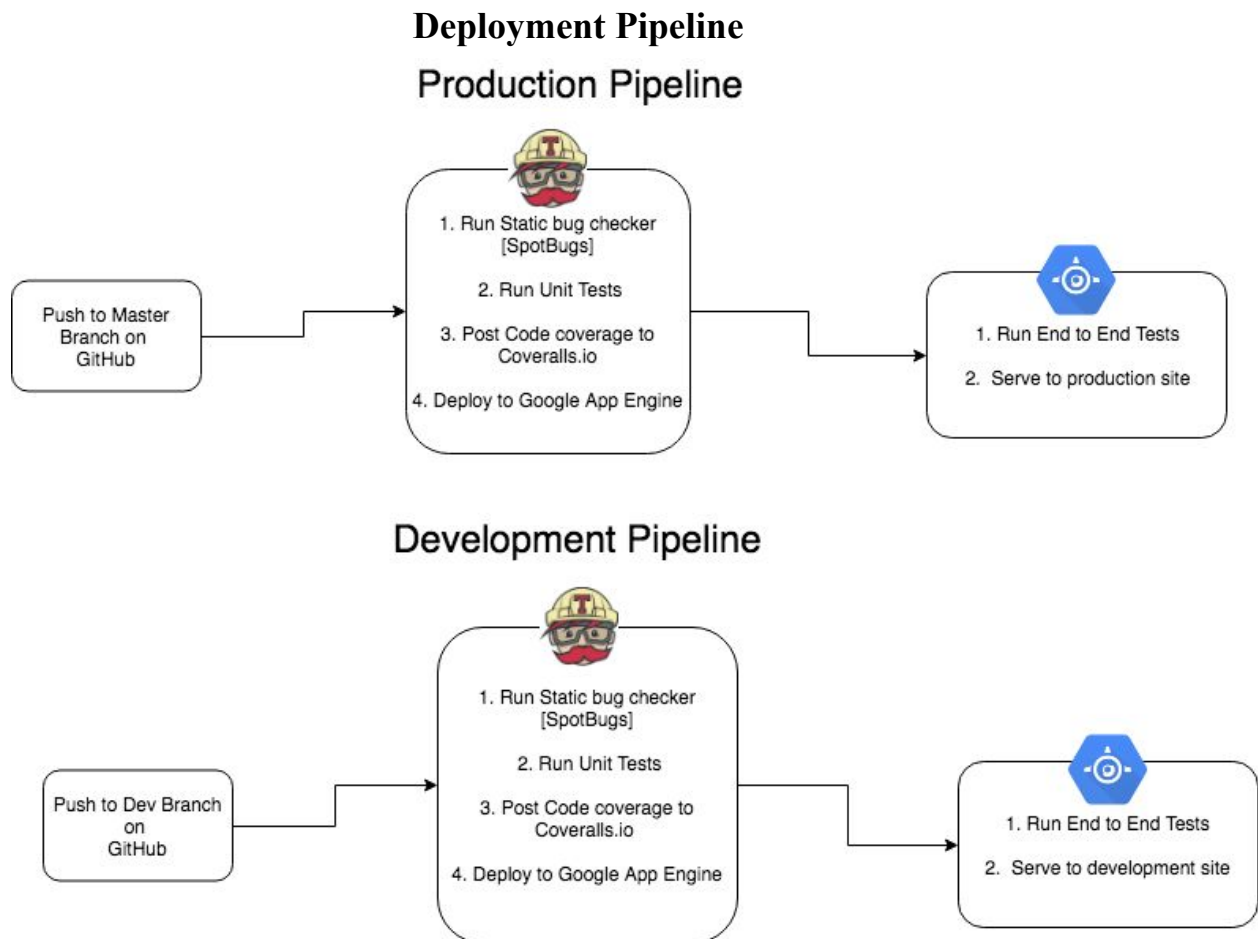 Deployment Pipeline
Production Pipeline
T
1. Run Static bug checker
[SpotBugs]
2. Run Unit Tests
3. Post Code coverage to
Coveralls.io
4. Deploy to Google App Engine
Push to Master
Branch on
GitHub
1. Run End to End Tests
2. Serve to production site
Development Pipeline
T
1. Run Static bug checker
[SpotBugs]
2. Run Unit Tests
3. Post Code coverage to
Coveralls.io
4. Deploy to Google App Engine
Push to Dev Branch
on
GitHub
1. Run End to End Tests
2. Serve to development site